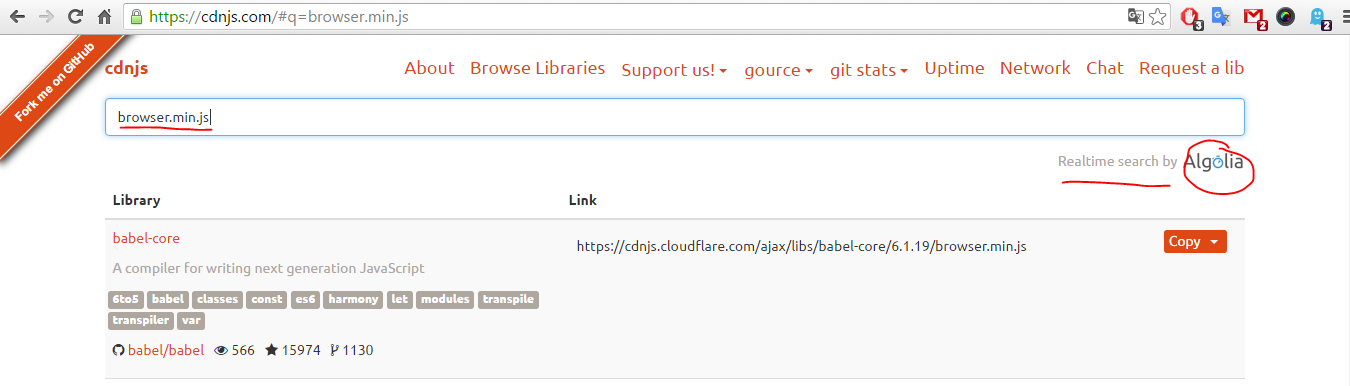 https://cdnjs.com/#q=browser.min.js
3
2
2
Fork me on GitHub
cdnjs
About Browse Libraries Support us! gource git stats Uptime Network Chat Request a lib
browser.min.js
Realtime search by Algolia
Library Link
babel-core
https://cdnjs.cloudflare.com/ajax/libs/babel-core/6.1.19/browser.min.js
Copy
A compiler for writing next generation JavaScript
6to5 babel classes const es6 harmony let modules transpile
transpiler var
babel/babel 566 15974 1130